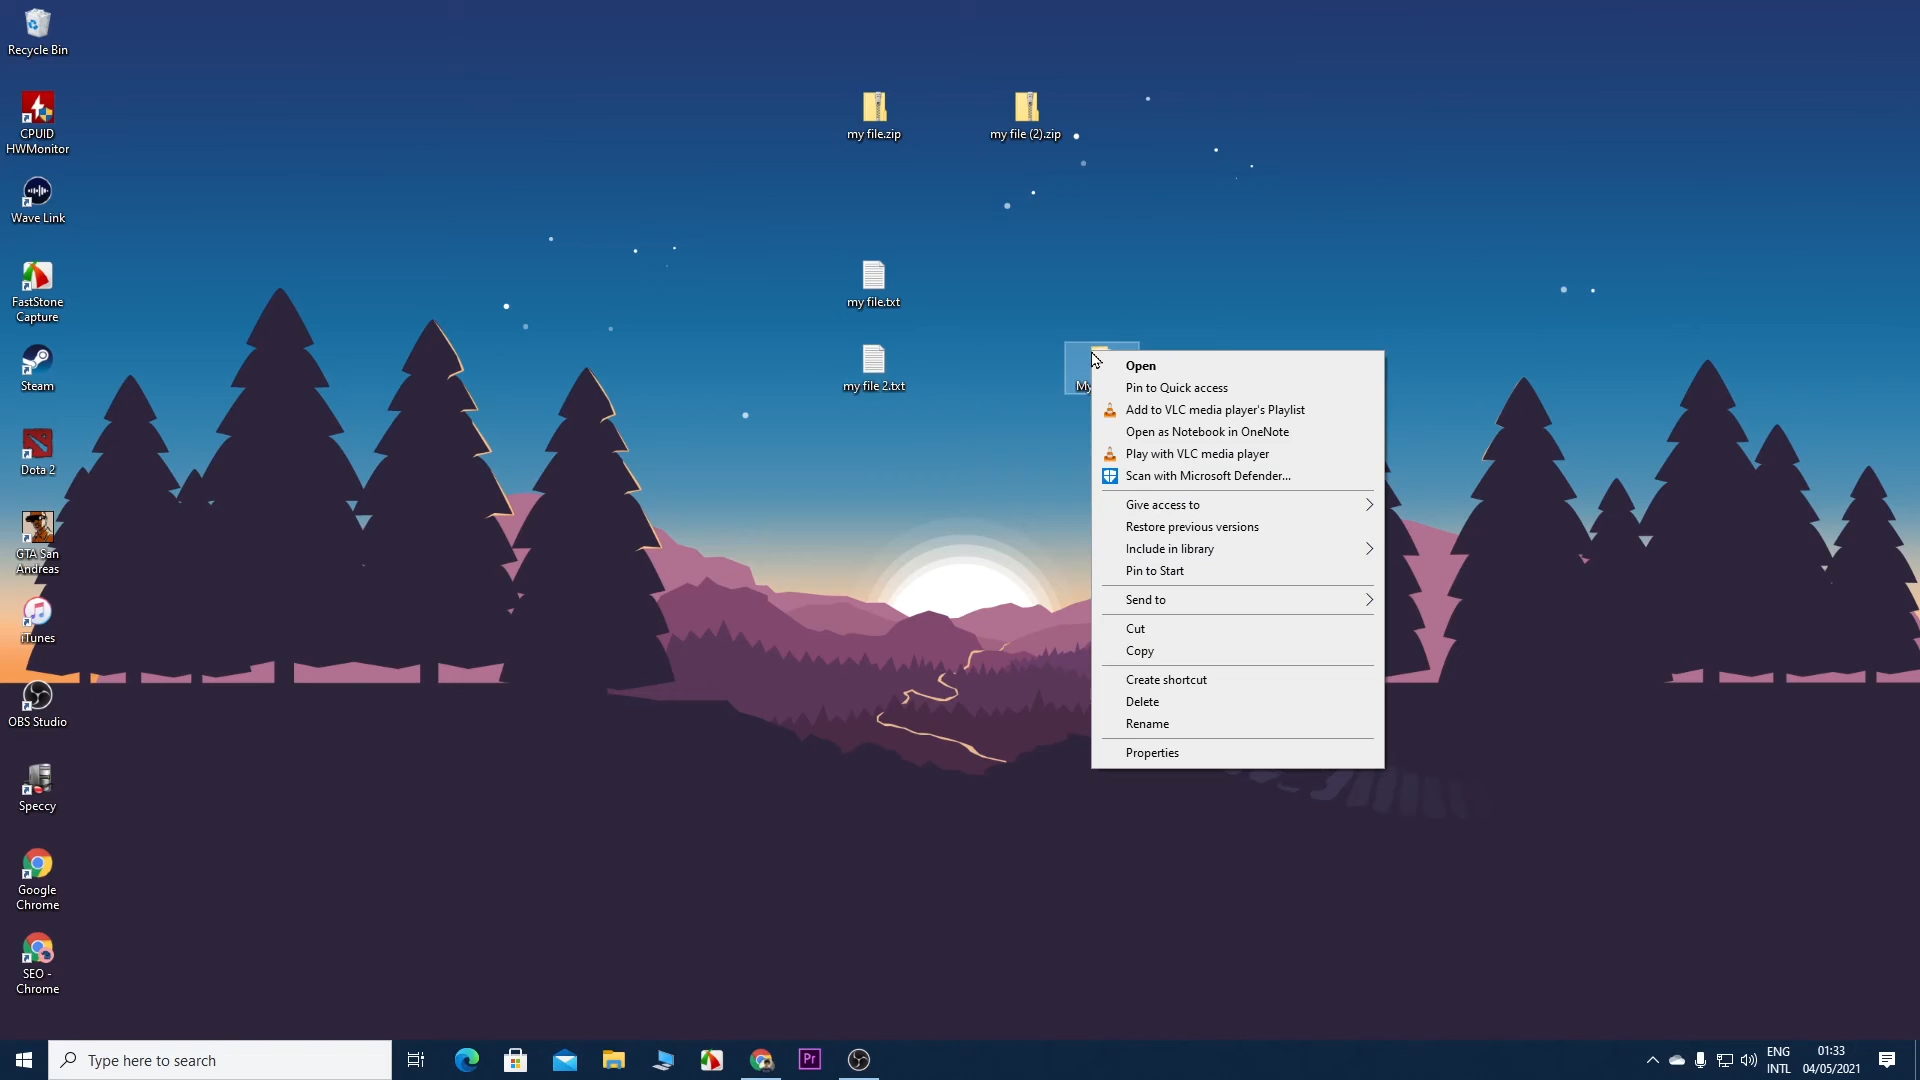 Recycle Bin
CPUID
HWMonitor
Wave Link
FastStone
Capture
Steam
Dota 2
GTA San
Andreas
iTunes
OBS Studio
Speccy
Google
Chrome
SEO -
Chrome
my file.zip
my file (2).zip
my file.txt
my file 2.txt
My
Open
Pin to Quick access
Add to VLC media player's Playlist
Open as Notebook in OneNote
Play with VLC media player
Scan with Microsoft Defender...
Give access to
Restore previous versions
Include in library
Pin to Start
Send to
Cut
Copy
Create shortcut
Delete
Rename
Properties
Type here to search
Pr
ENG
INTL
01:33
04/05/2021